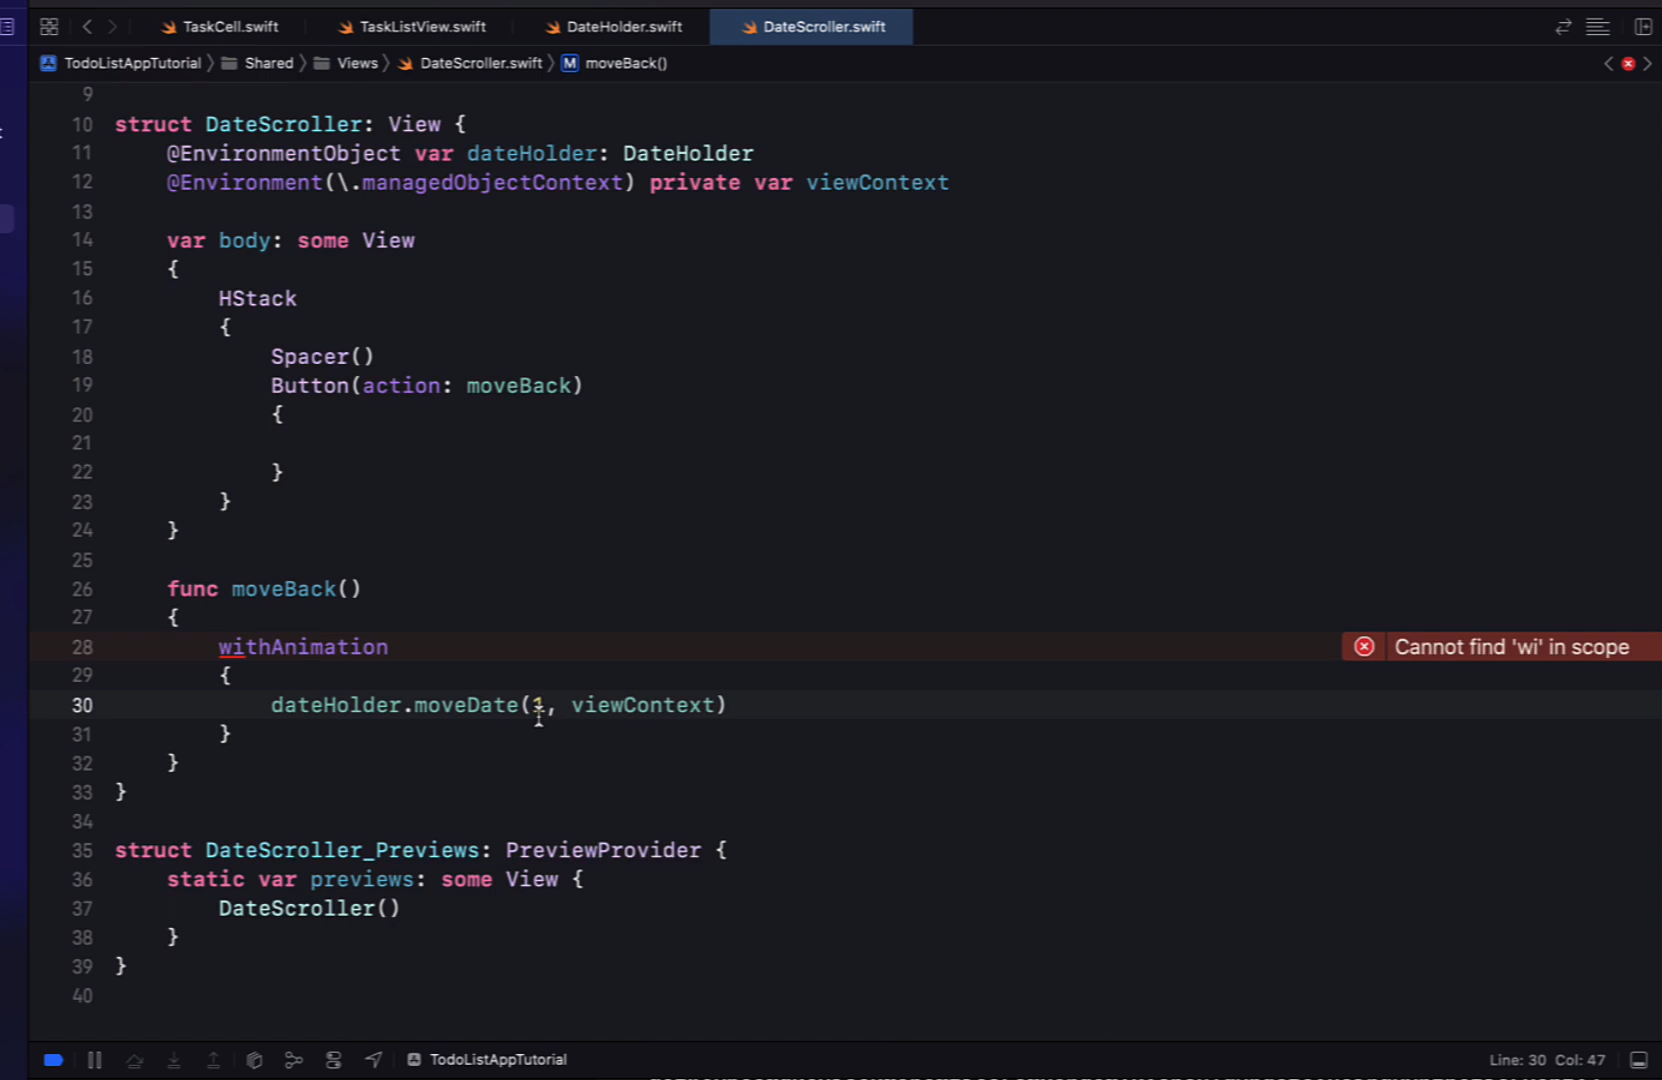 TaskCell.swift TaskListView.swift DateHolder.swift DateScroller.swift
TodoListAppTutorial Shared Views DateScroller.swift M moveBack()
9
10 struct DateScroller: View {
11 @EnvironmentObject var dateHolder: DateHolder
12 @Environment(\.managedObjectContext) private var viewContext
13
14 var body: some View
15 {
16 HStack
17 {
18 Spacer()
19 Button(action: moveBack)
20 {
21
22 }
23 }
24 }
25
26 func moveBack()
27 {
28 withAnimation Cannot find 'wi' in scope
29 {
30 dateHolder.moveDate(1, viewContext)
31 }
32 }
33 }
34
35 struct DateScroller_Previews: PreviewProvider {
36 static var previews: some View {
37 DateScroller()
38 }
39 }
40
TodoListAppTutorial Line: 30 Col: 47